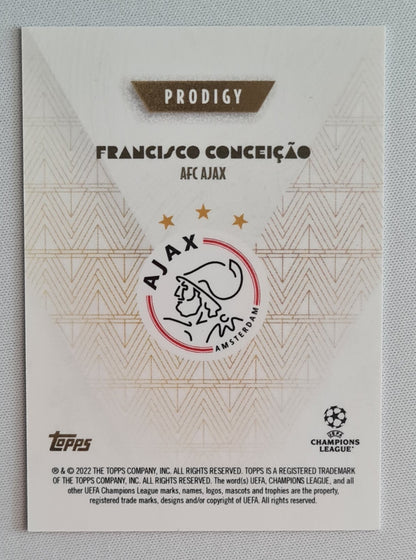 PRODIGY
FRANCISCO CONCEIÇÃO
AFC AJAX
AJAX
AMSTERDAM
topps
UEFA
CHAMPIONS
LEAGUE
® & © 2022 THE TOPPS COMPANY, INC. ALL RIGHTS RESERVED. TOPPS IS A REGISTERED TRADEMARK
OF THE TOPPS COMPANY, INC. ALL RIGHTS RESERVED. The word(s) UEFA, CHAMPIONS LEAGUE, and all
other UEFA Champions League marks, names, logos, mascots and trophies are the property,
registered trade marks, designs and/or copyright of UEFA. All rights reserved.